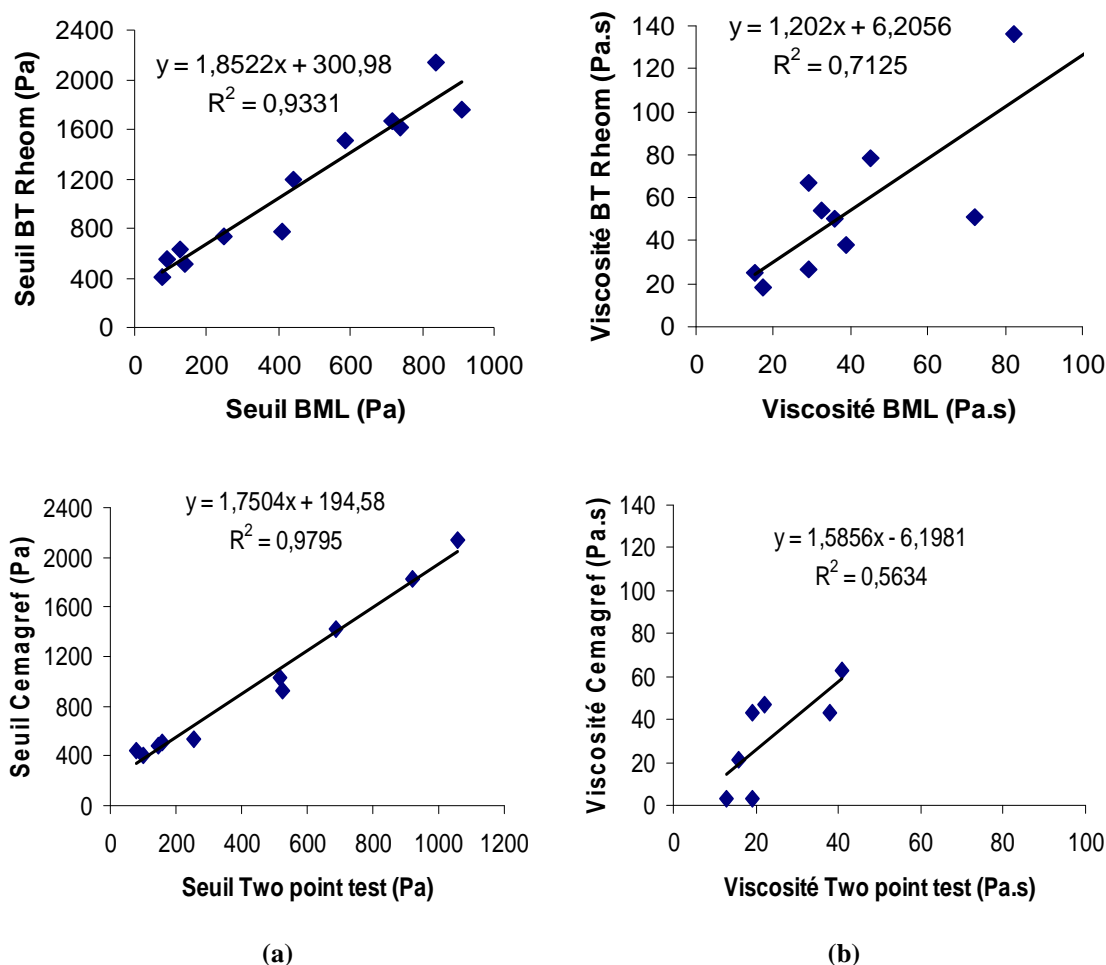 y = 1,8522x + 300,98
R² = 0,9331
2400
2000
1600
1200
800
400
0
0 200 400 600 800 1000
Seuil BT Rheom (Pa)
Seuil BML (Pa)
y = 1,202x + 6,2056
R² = 0,7125
140
120
100
80
60
40
20
0
0 20 40 60 80 100
Viscosité BT Rheom (Pa.s)
Viscosité BML (Pa.s)
y = 1,7504x + 194,58
R² = 0,9795
2400
2000
1600
1200
800
400
0
0 200 400 600 800 1000 1200
Seuil Cemagref (Pa)
Seuil Two point test (Pa)
y = 1,5856x - 6,1981
R² = 0,5634
140
120
100
80
60
40
20
0
0 20 40 60 80 100
Viscosité Cemagref (Pa.s)
Viscosité Two point test (Pa.s)
(a)
(b)